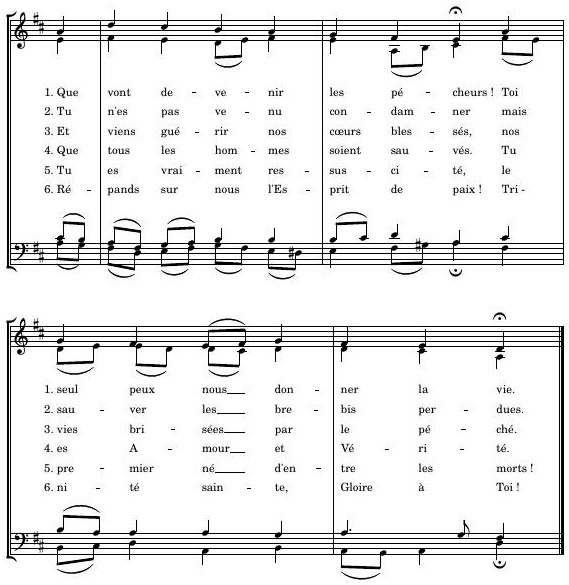 1. Que vont de - ve - nir les pé - cheurs ! Toi
2. Tu n'es pas ve - nu con - dam - ner mais
3. Et viens gué - rir nos cœurs bles - sés, nos
4. Que tous les hom - mes soient sau - vés. Tu
5. Tu es vrai - ment res - sus - ci - té, le
6. Ré - pands sur nous l'Es - prit de paix ! Tri -
1. seul peux nous__ don - ner la vie.
2. sau - ver les__ bre - bis per - dues.
3. vies bri - sées__ par le pé - ché.
4. es A - mour__ et Vé - ri - té.
5. pre - mier né__ d'en - tre les morts !
6. ni - té sain - te, Gloire à Toi !